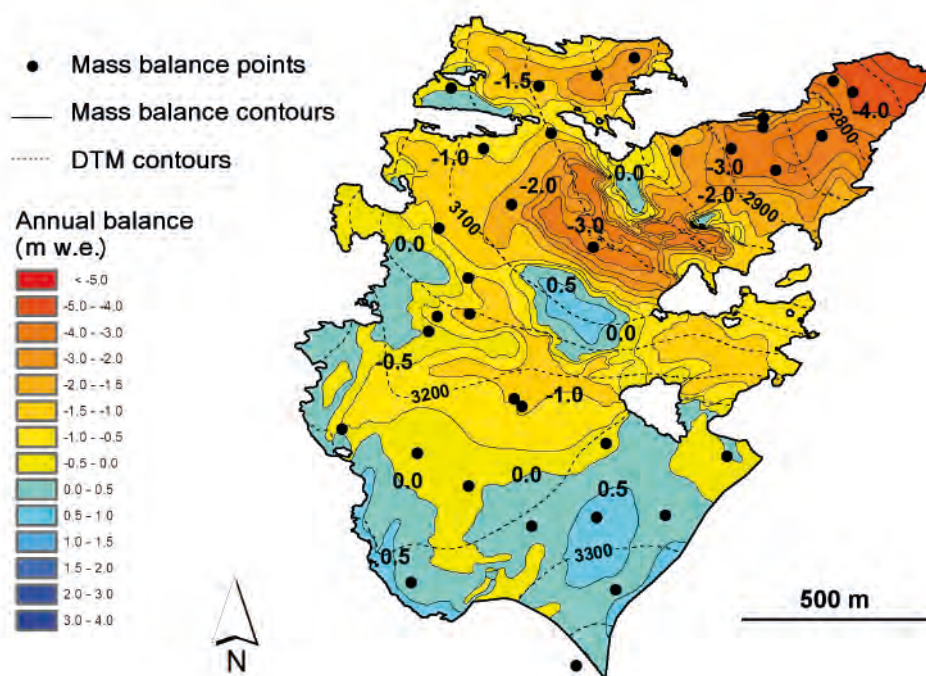 Mass balance points
Mass balance contours
DTM contours
Annual balance
(m w.e.)
< -5.0
-5.0 - -4.0
-4.0 - -3.0
-3.0 - -2.0
-2.0 - -1.5
-1.5 - -1.0
-1.0 - -0.5
-0.5 - 0.0
0.0 - 0.5
0.5 - 1.0
1.0 - 1.5
1.5 - 2.0
2.0 - 3.0
3.0 - 4.0
N
500 m
-1.5
-4.0
2800
-1.0
-3.0
0.0
-2.0
-2.0
2900
3100
-3.0
0.0
0.5
0.0
-0.5
3200
-1.0
0.0
0.0
0.5
0.5
3300